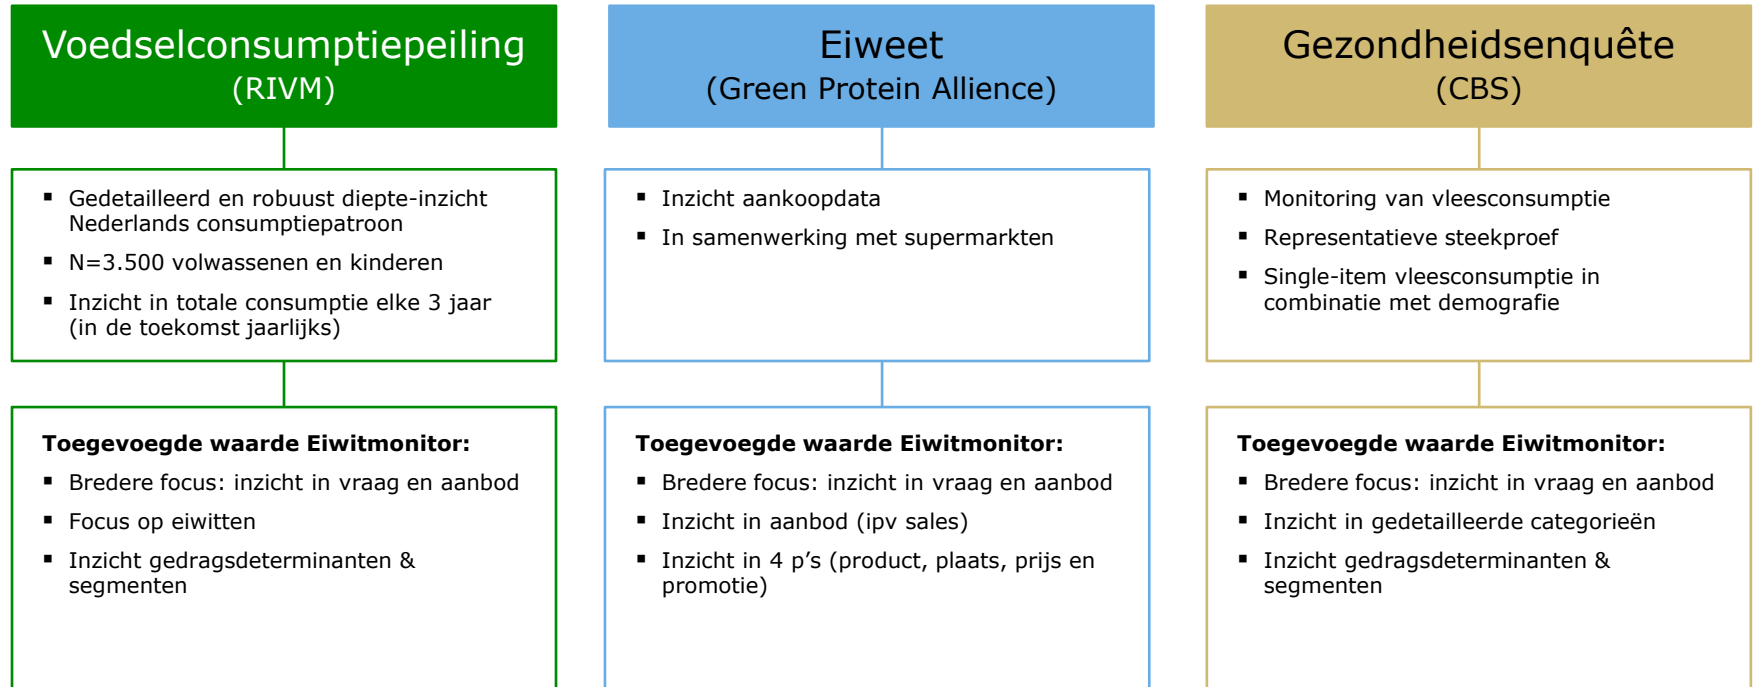 Voedselconsumptiepeiling
(RIVM)
▪ Gedetailleerd en robuust diepte-inzicht
Nederlands consumptiepatroon
▪ N=3.500 volwassenen en kinderen
▪ Inzicht in totale consumptie elke 3 jaar
(in de toekomst jaarlijks)
Toegevoegde waarde Eiwitmonitor:
▪ Bredere focus: inzicht in vraag en aanbod
▪ Focus op eiwitten
▪ Inzicht gedragsdeterminanten &
segmenten
Eiweet
(Green Protein Allience)
▪ Inzicht aankoopdata
▪ In samenwerking met supermarkten
Toegevoegde waarde Eiwitmonitor:
▪ Bredere focus: inzicht in vraag en aanbod
▪ Inzicht in aanbod (ipv sales)
▪ Inzicht in 4 p’s (product, plaats, prijs en
promotie)
Gezondheidsenquête
(CBS)
▪ Monitoring van vleesconsumptie
▪ Representatieve steekproef
▪ Single-item vleesconsumptie in
combinatie met demografie
Toegevoegde waarde Eiwitmonitor:
▪ Bredere focus: inzicht in vraag en aanbod
▪ Inzicht in gedetailleerde categorieën
▪ Inzicht gedragsdeterminanten &
segmenten